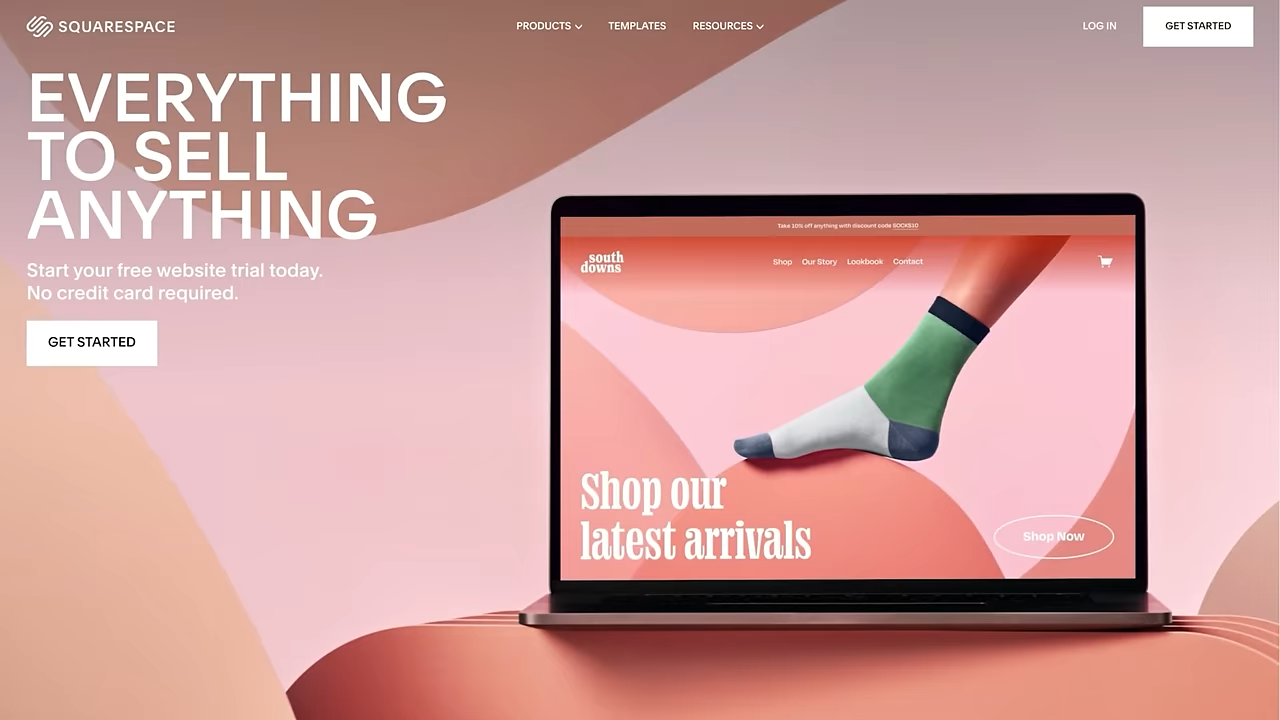 SQUARESPACE
PRODUCTS
TEMPLATES
RESOURCES
LOG IN
GET STARTED
EVERYTHING
TO SELL
ANYTHING
Start your free website trial today.
No credit card required.
GET STARTED
Take 10% off anything with discount code SOCKS10
south
downs
Shop
Our Story
Lookbook
Contact
Shop our
latest arrivals
Shop Now